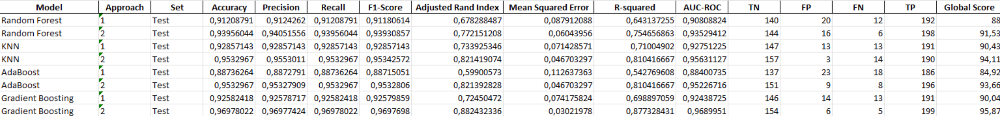 Model Approach Set Accuracy Precision Recall F1-Score Adjusted Rand Index Mean Squared Error R-squared AUC-ROC TN FP FN TP Global Score
Random Forest 1 Test 0,91208791 0,9124262 0,91208791 0,91180614 0,678288487 0,087912088 0,643137255 0,90808824 140 20 12 192 88
Random Forest 2 Test 0,93956044 0,94051556 0,93956044 0,93930857 0,772151208 0,06043956 0,754656863 0,93529412 144 16 6 198 91,53
KNN 1 Test 0,92857143 0,92857143 0,92857143 0,92857143 0,733925346 0,071428571 0,71004902 0,92751225 147 13 13 191 90,43
KNN 2 Test 0,9532967 0,9553011 0,9532967 0,95342572 0,821419074 0,046703297 0,810416667 0,95631127 157 3 14 190 94,11
AdaBoost 1 Test 0,88736264 0,8872791 0,88736264 0,88715051 0,59900573 0,112637363 0,542769608 0,88400735 137 23 18 186 84,92
AdaBoost 2 Test 0,9532967 0,95327909 0,9532967 0,9532806 0,821392828 0,046703297 0,810416667 0,95226716 151 9 8 196 93,66
Gradient Boosting 1 Test 0,92582418 0,92578717 0,92582418 0,92579859 0,72450472 0,074175824 0,698897059 0,92438725 146 14 13 191 90,04
Gradient Boosting 2 Test 0,96978022 0,96977424 0,96978022 0,9697698 0,882432336 0,03021978 0,877328431 0,9689951 154 6 5 199 95,87